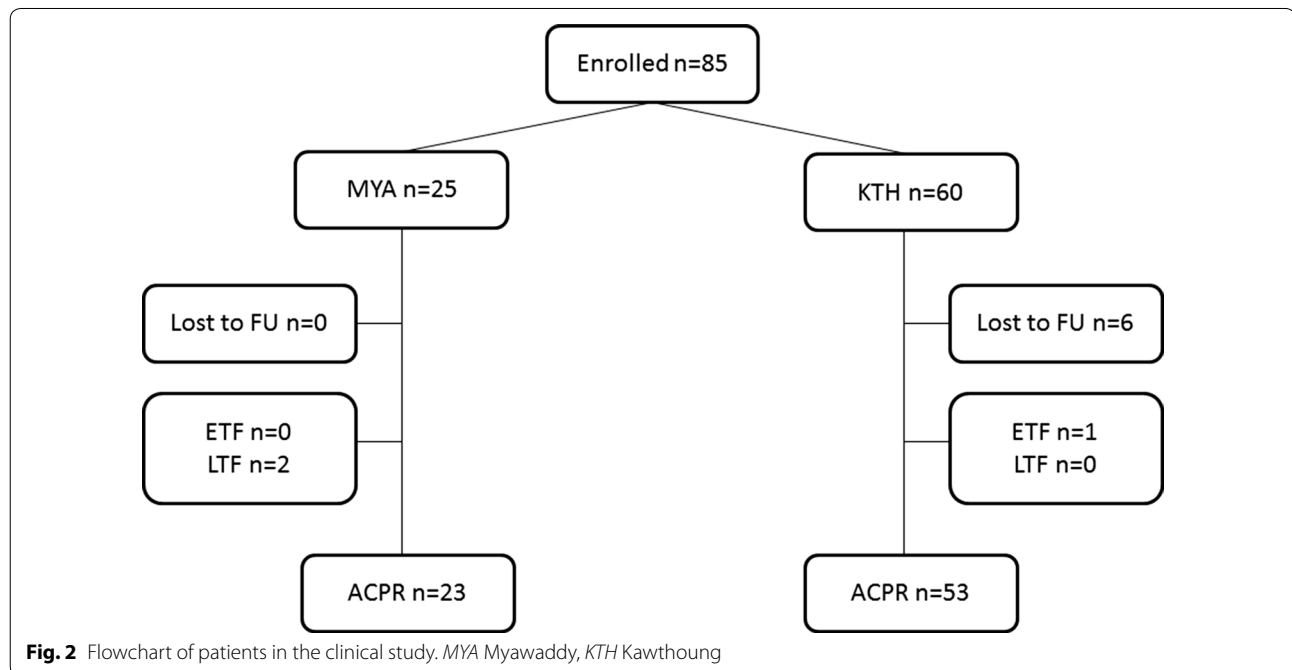 Enrolled n=85
MYA n=25
KTH n=60
Lost to FU n=0
Lost to FU n=6
ETF n=0
LTF n=2
ETF n=1
LTF n=0
ACPR n=23
ACPR n=53
Fig. 2 Flowchart of patients in the clinical study. MYA Myawaddy, KTH Kawthoung